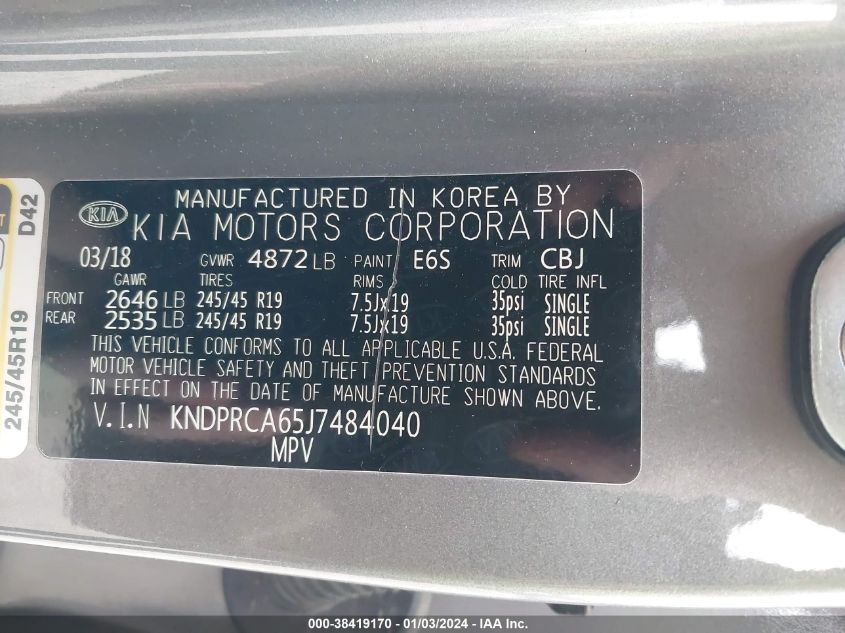 MANUFACTURED IN KOREA BY
KIA KIA MOTORS CORPORATION
03/18 GVWR 4872 LB PAINT E6S TRIM CBJ
GAWR TIRES RIMS COLD TIRE INFL
FRONT 2646 LB 245/45 R19 7.5Jx19 35psi SINGLE
REAR 2535 LB 245/45 R19 7.5Jx19 35psi SINGLE
THIS VEHICLE CONFORMS TO ALL APPLICABLE U.S.A. FEDERAL
MOTOR VEHICLE SAFETY AND THEFT PREVENTION STANDARDS
IN EFFECT ON THE DATE OF MANUFACTURE SHOWN ABOVE.
V.I.N KNDPRCA65J7484040
MPV
D42
245/45R19
000-38419170 - 01/03/2024 - IAA Inc.